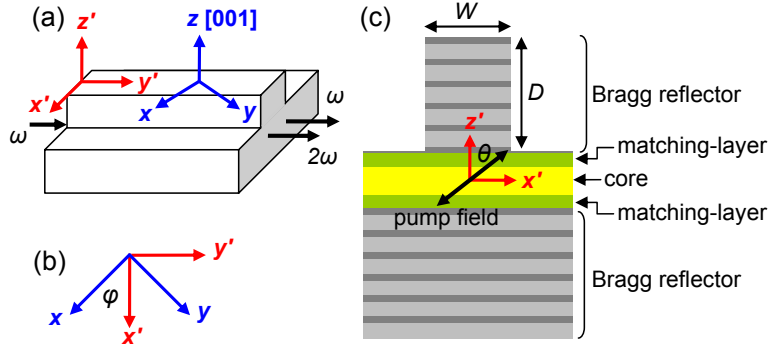 (a)
z'
z [001]
y'
x'
x
y
ω
ω
2ω
(b)
y'
φ
x
x'
y
(c)
W
D
Bragg reflector
z'
θ
matching-layer
x'
core
pump field
matching-layer
Bragg reflector